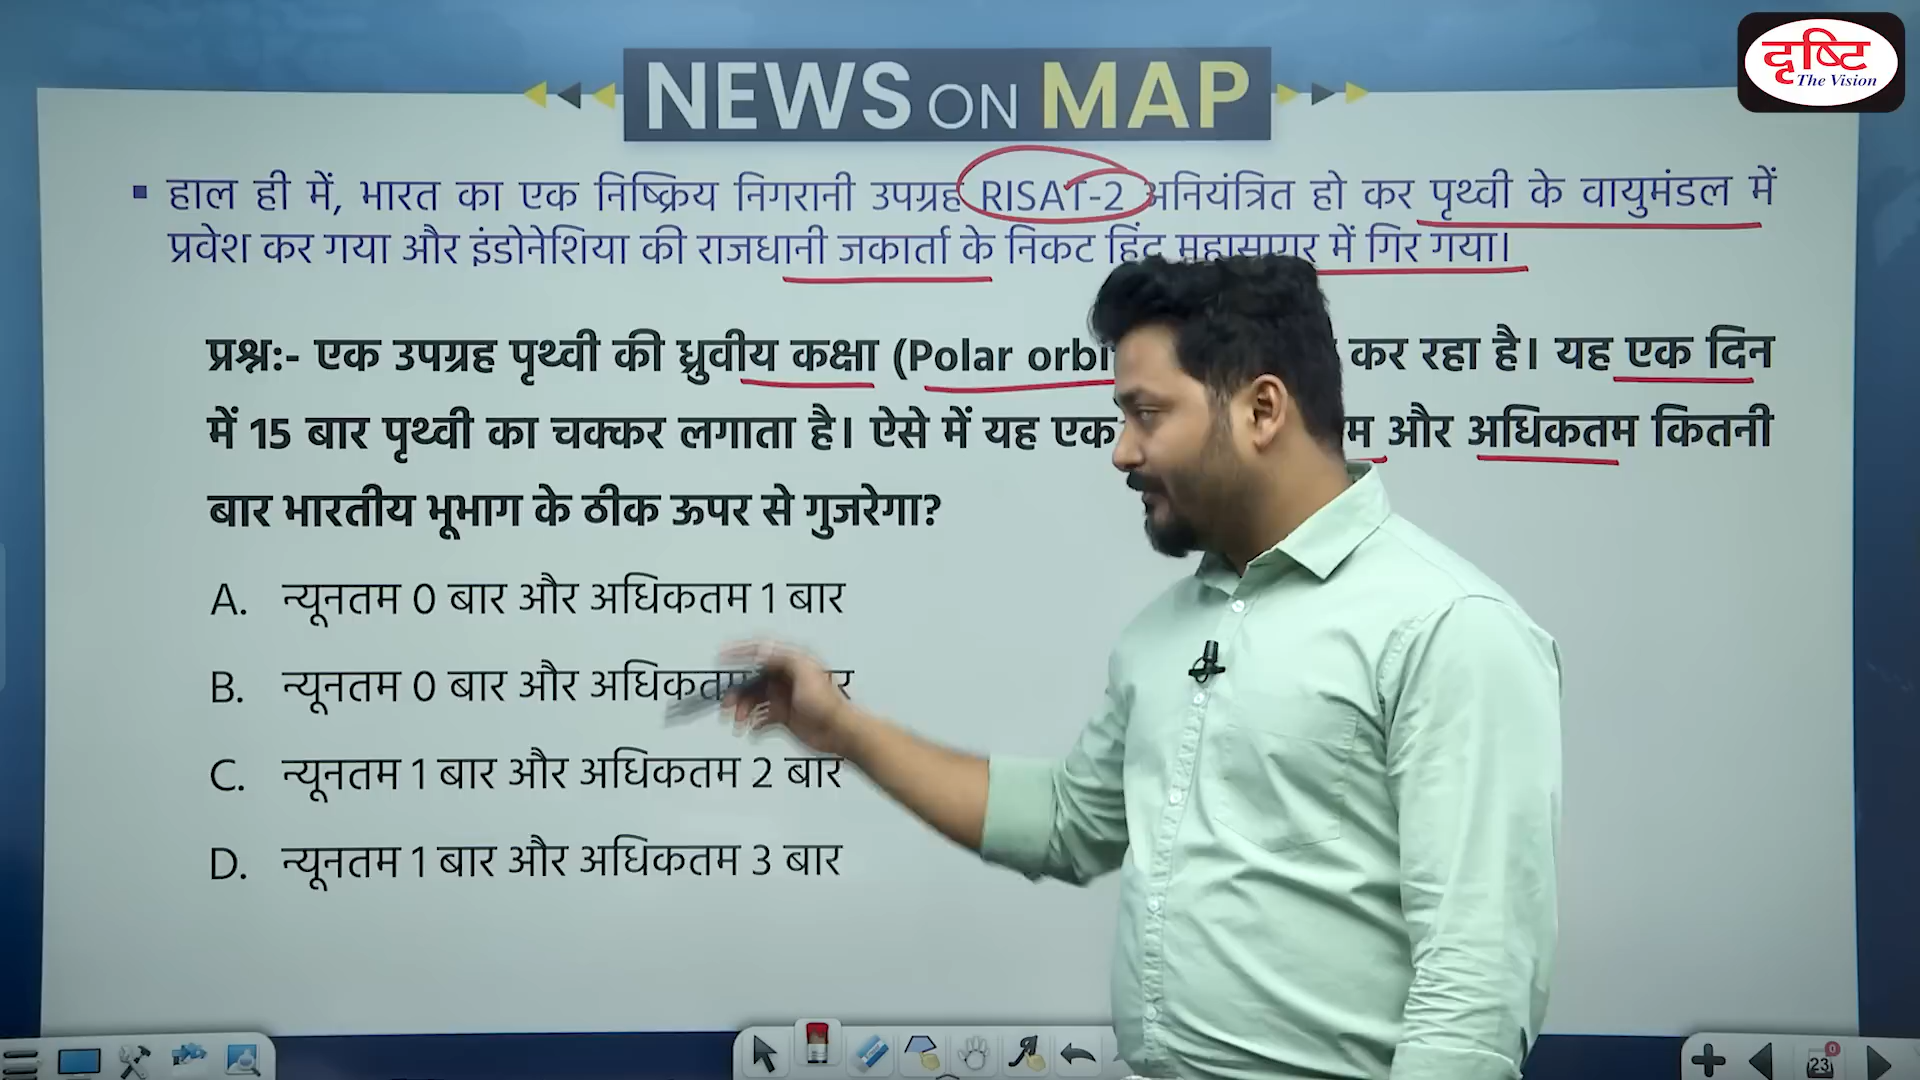 दृष्टि
The Vision
NEWS ON MAP
▪ हाल ही में, भारत का एक निष्क्रिय निगरानी उपग्रह RISAT-2 अनियंत्रित हो कर पृथ्वी के वायुमंडल में
प्रवेश कर गया और इंडोनेशिया की राजधानी जकार्ता के निकट हिंद महासागर में गिर गया।
प्रश्न:- एक उपग्रह पृथ्वी की ध्रुवीय कक्षा (Polar कर रहा है। यह एक दिन
में 15 बार पृथ्वी का चक्कर लगाता है। ऐसे में यह एक और अधिकतम कितनी
बार भारतीय भूभाग के ठीक ऊपर से गुजरेगा?
A. न्यूनतम 0 बार और अधिकतम 1 बार
B. न्यूनतम 0 बार और अधिकतम
C. न्यूनतम 1 बार और अधिकतम 2 बार
D. न्यूनतम 1 बार और अधिकतम 3 बार
23